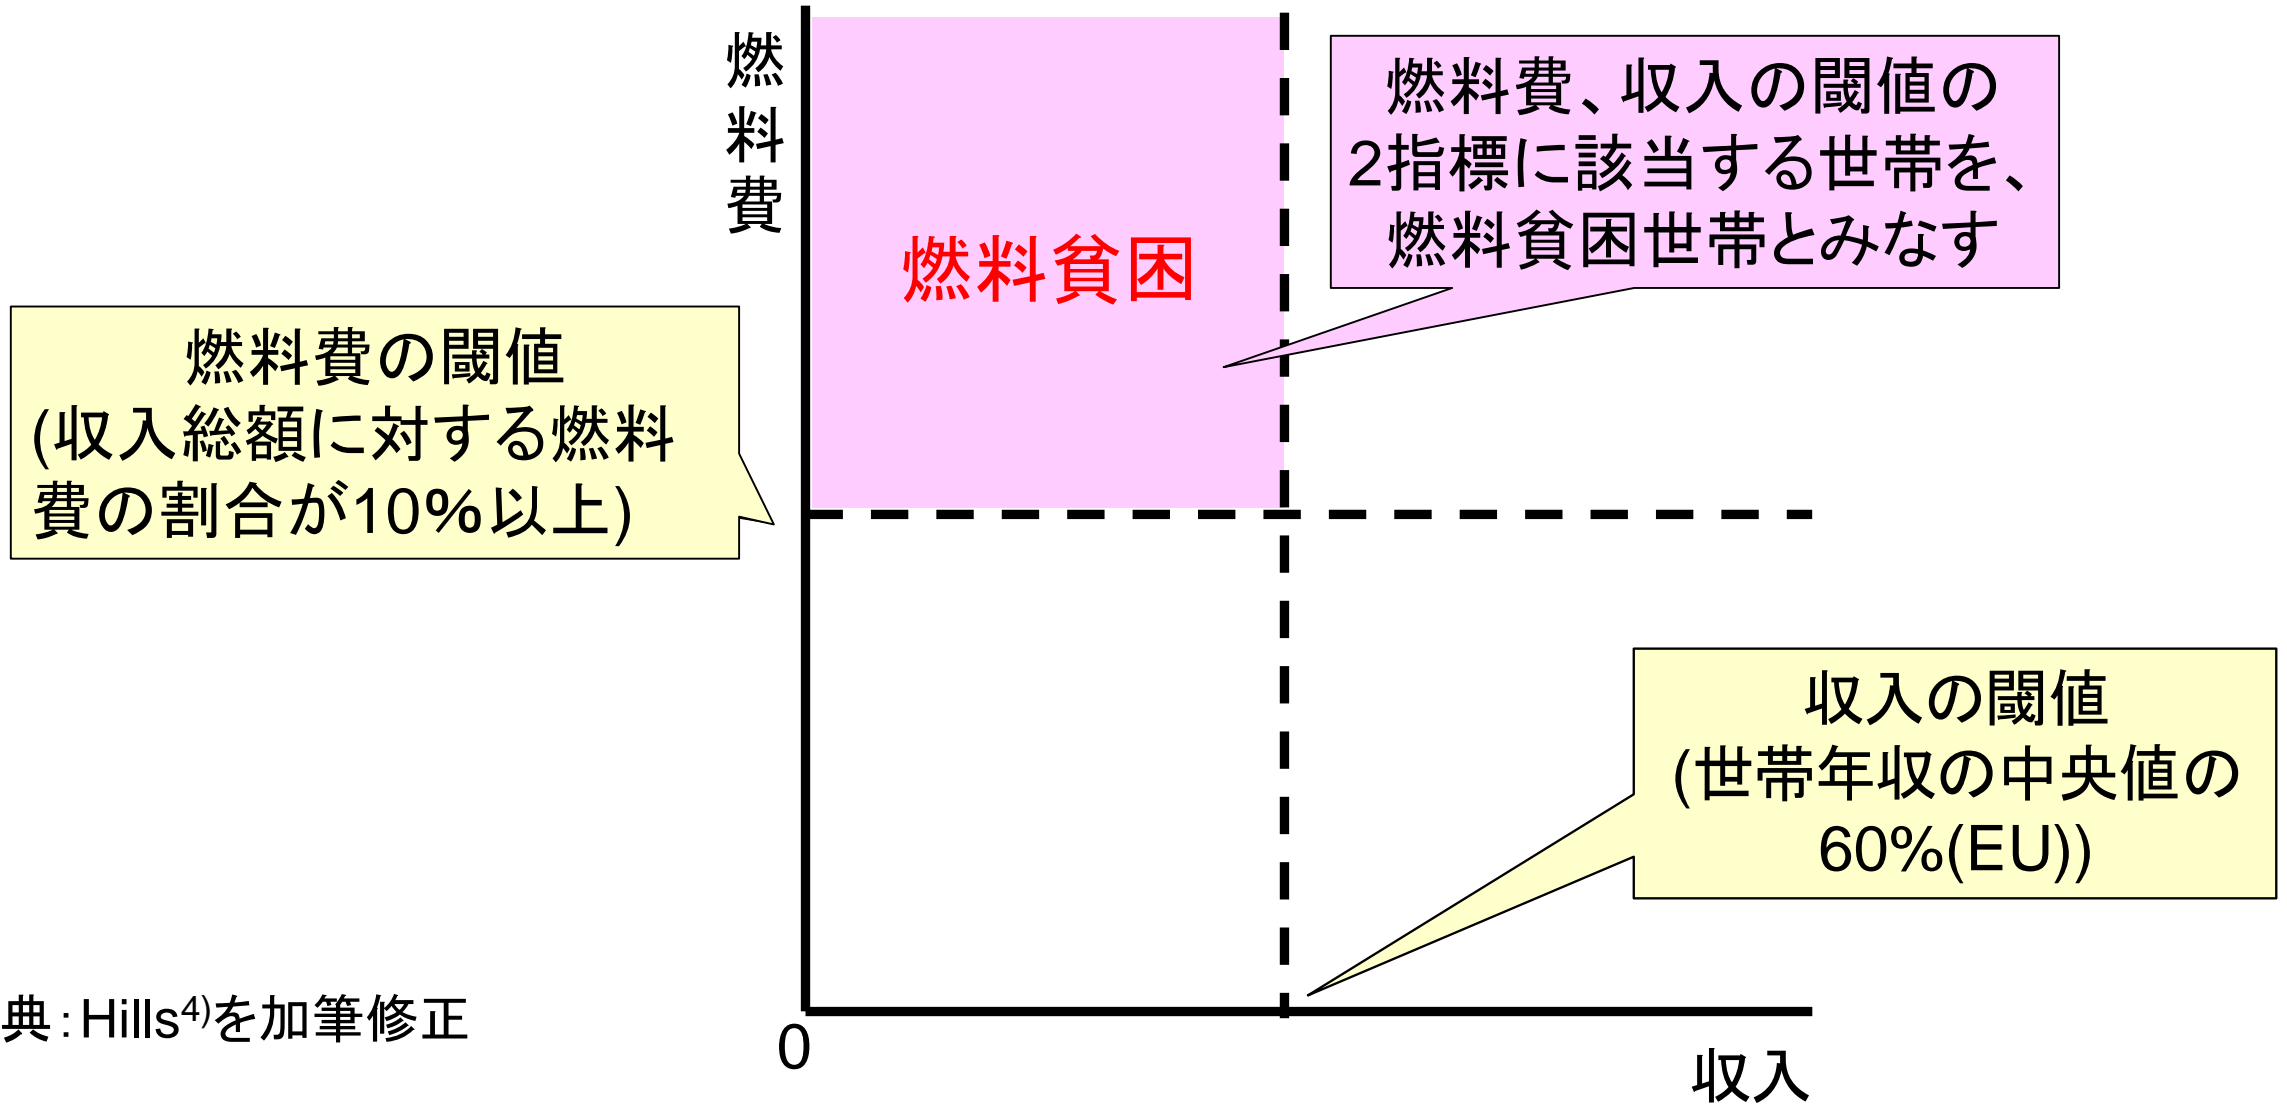 燃料費
燃料費、収入の閾値の
2指標に該当する世帯を、
燃料貧困世帯とみなす
燃料貧困
燃料費の閾値
(収入総額に対する燃料
費の割合が10%以上)
収入の閾値
(世帯年収の中央値の
60%(EU))
典：Hills4)を加筆修正
0
収入